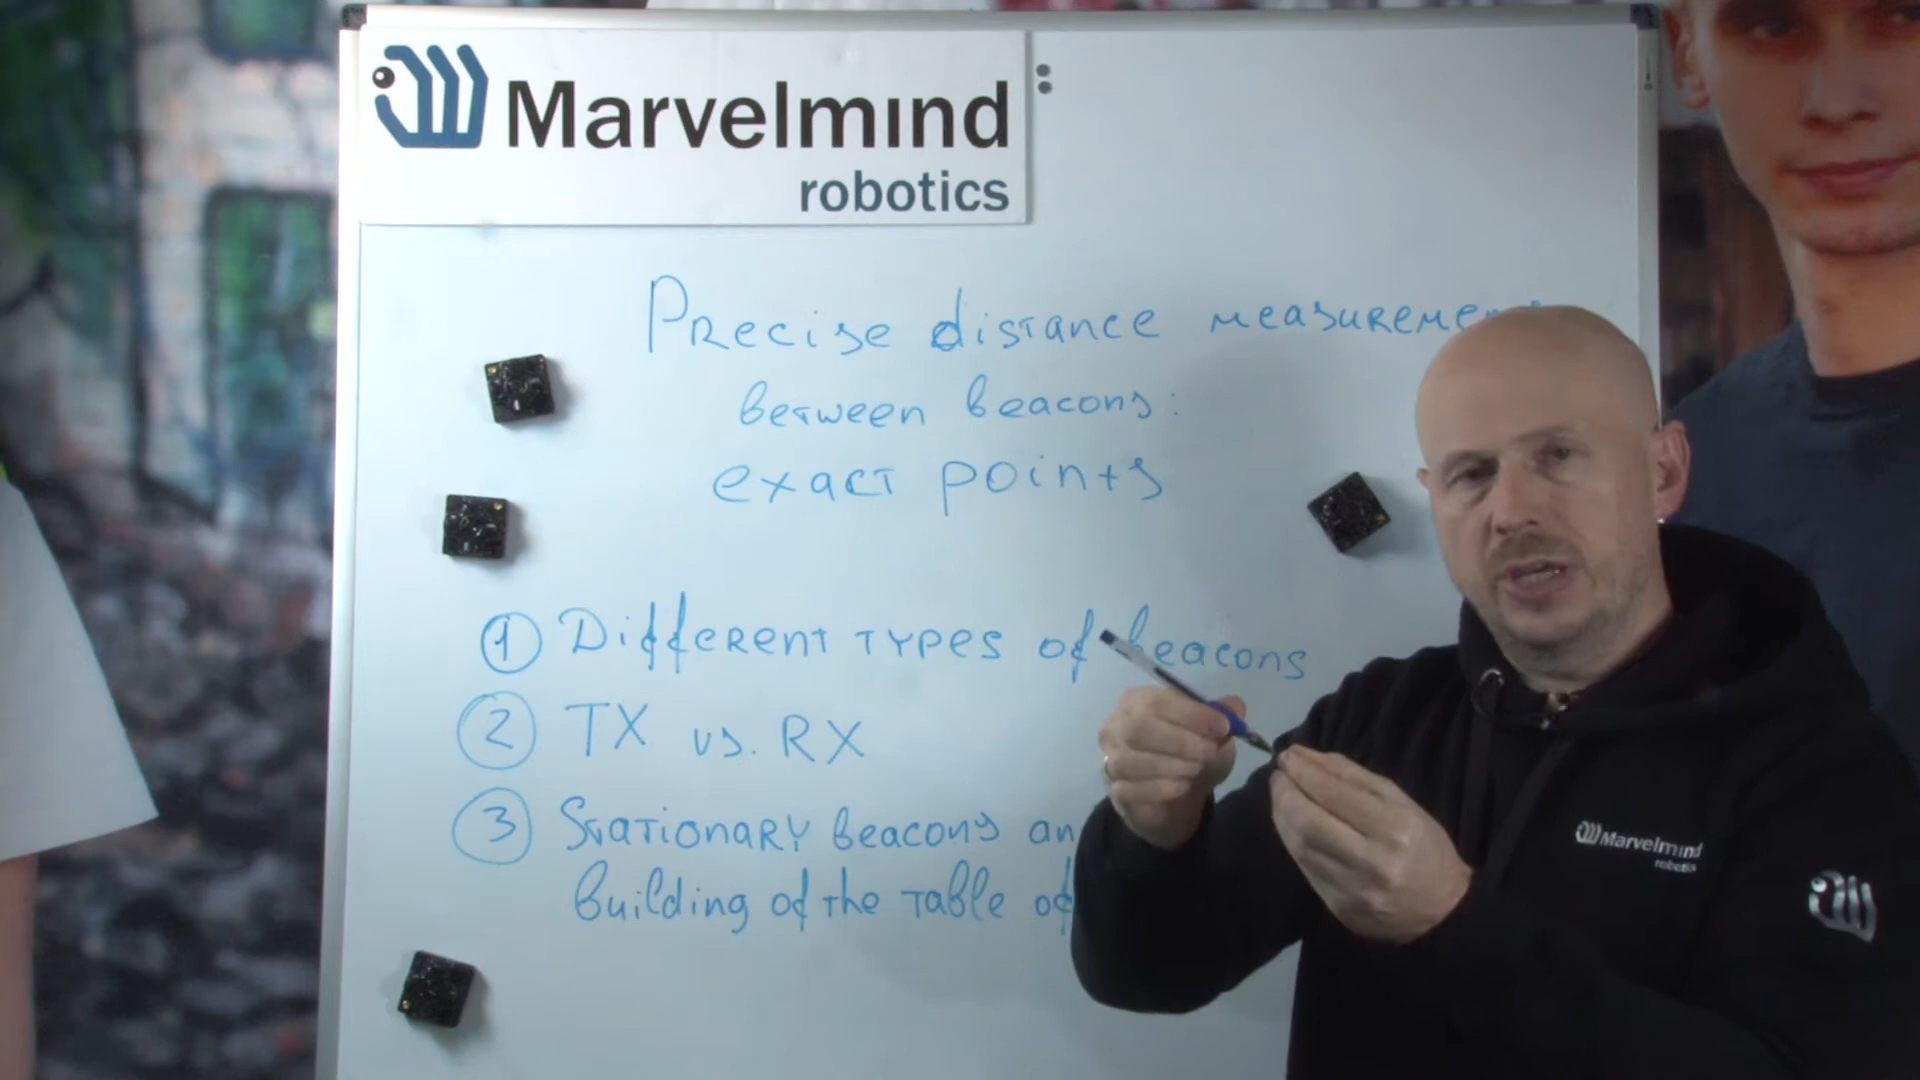 Marvelmind
robotics
Precise distance measurement
between beacons:
exact points
1 Different types of beacons
2 TX vs. RX
3 Stationary beacons an
building of the table of
Marvelmind
robotics